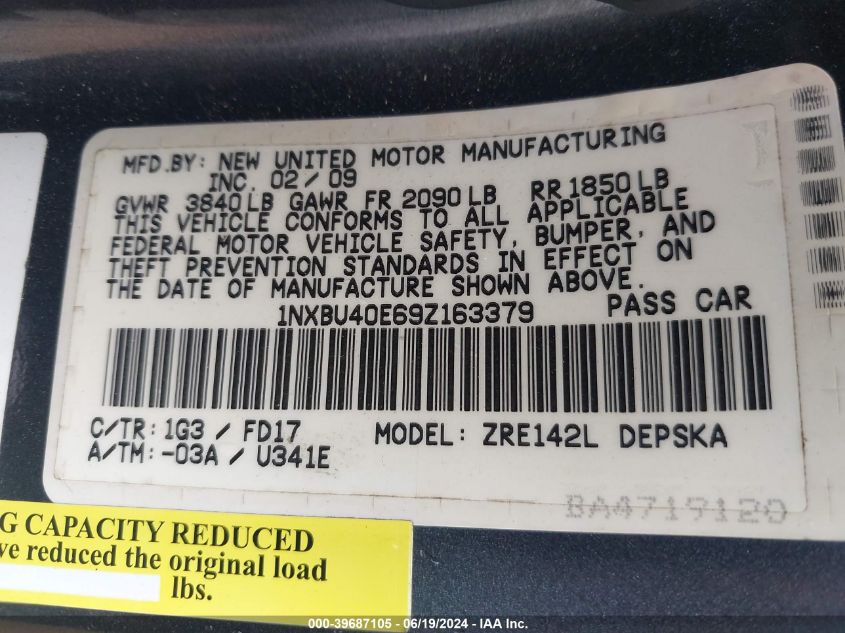 MFD.BY: NEW UNITED MOTOR MANUFACTURING
INC. 02/09
GVWR 3840LB GAWR FR 2090LB RR1850LB
THIS VEHICLE CONFORMS TO ALL APPLICABLE
FEDERAL MOTOR VEHICLE SAFETY, BUMPER, AND
THEFT PREVENTION STANDARDS IN EFFECT ON
THE DATE OF MANUFACTURE SHOWN ABOVE.
1NXBU40E69Z163379 PASS CAR
C/TR: 1G3 / FD17 MODEL: ZRE142L DEPSKA
A/TM: -03A / U341E
BA4719120
G CAPACITY REDUCED
ve reduced the original load
lbs.
000-39687105 - 06/19/2024 - IAA Inc.